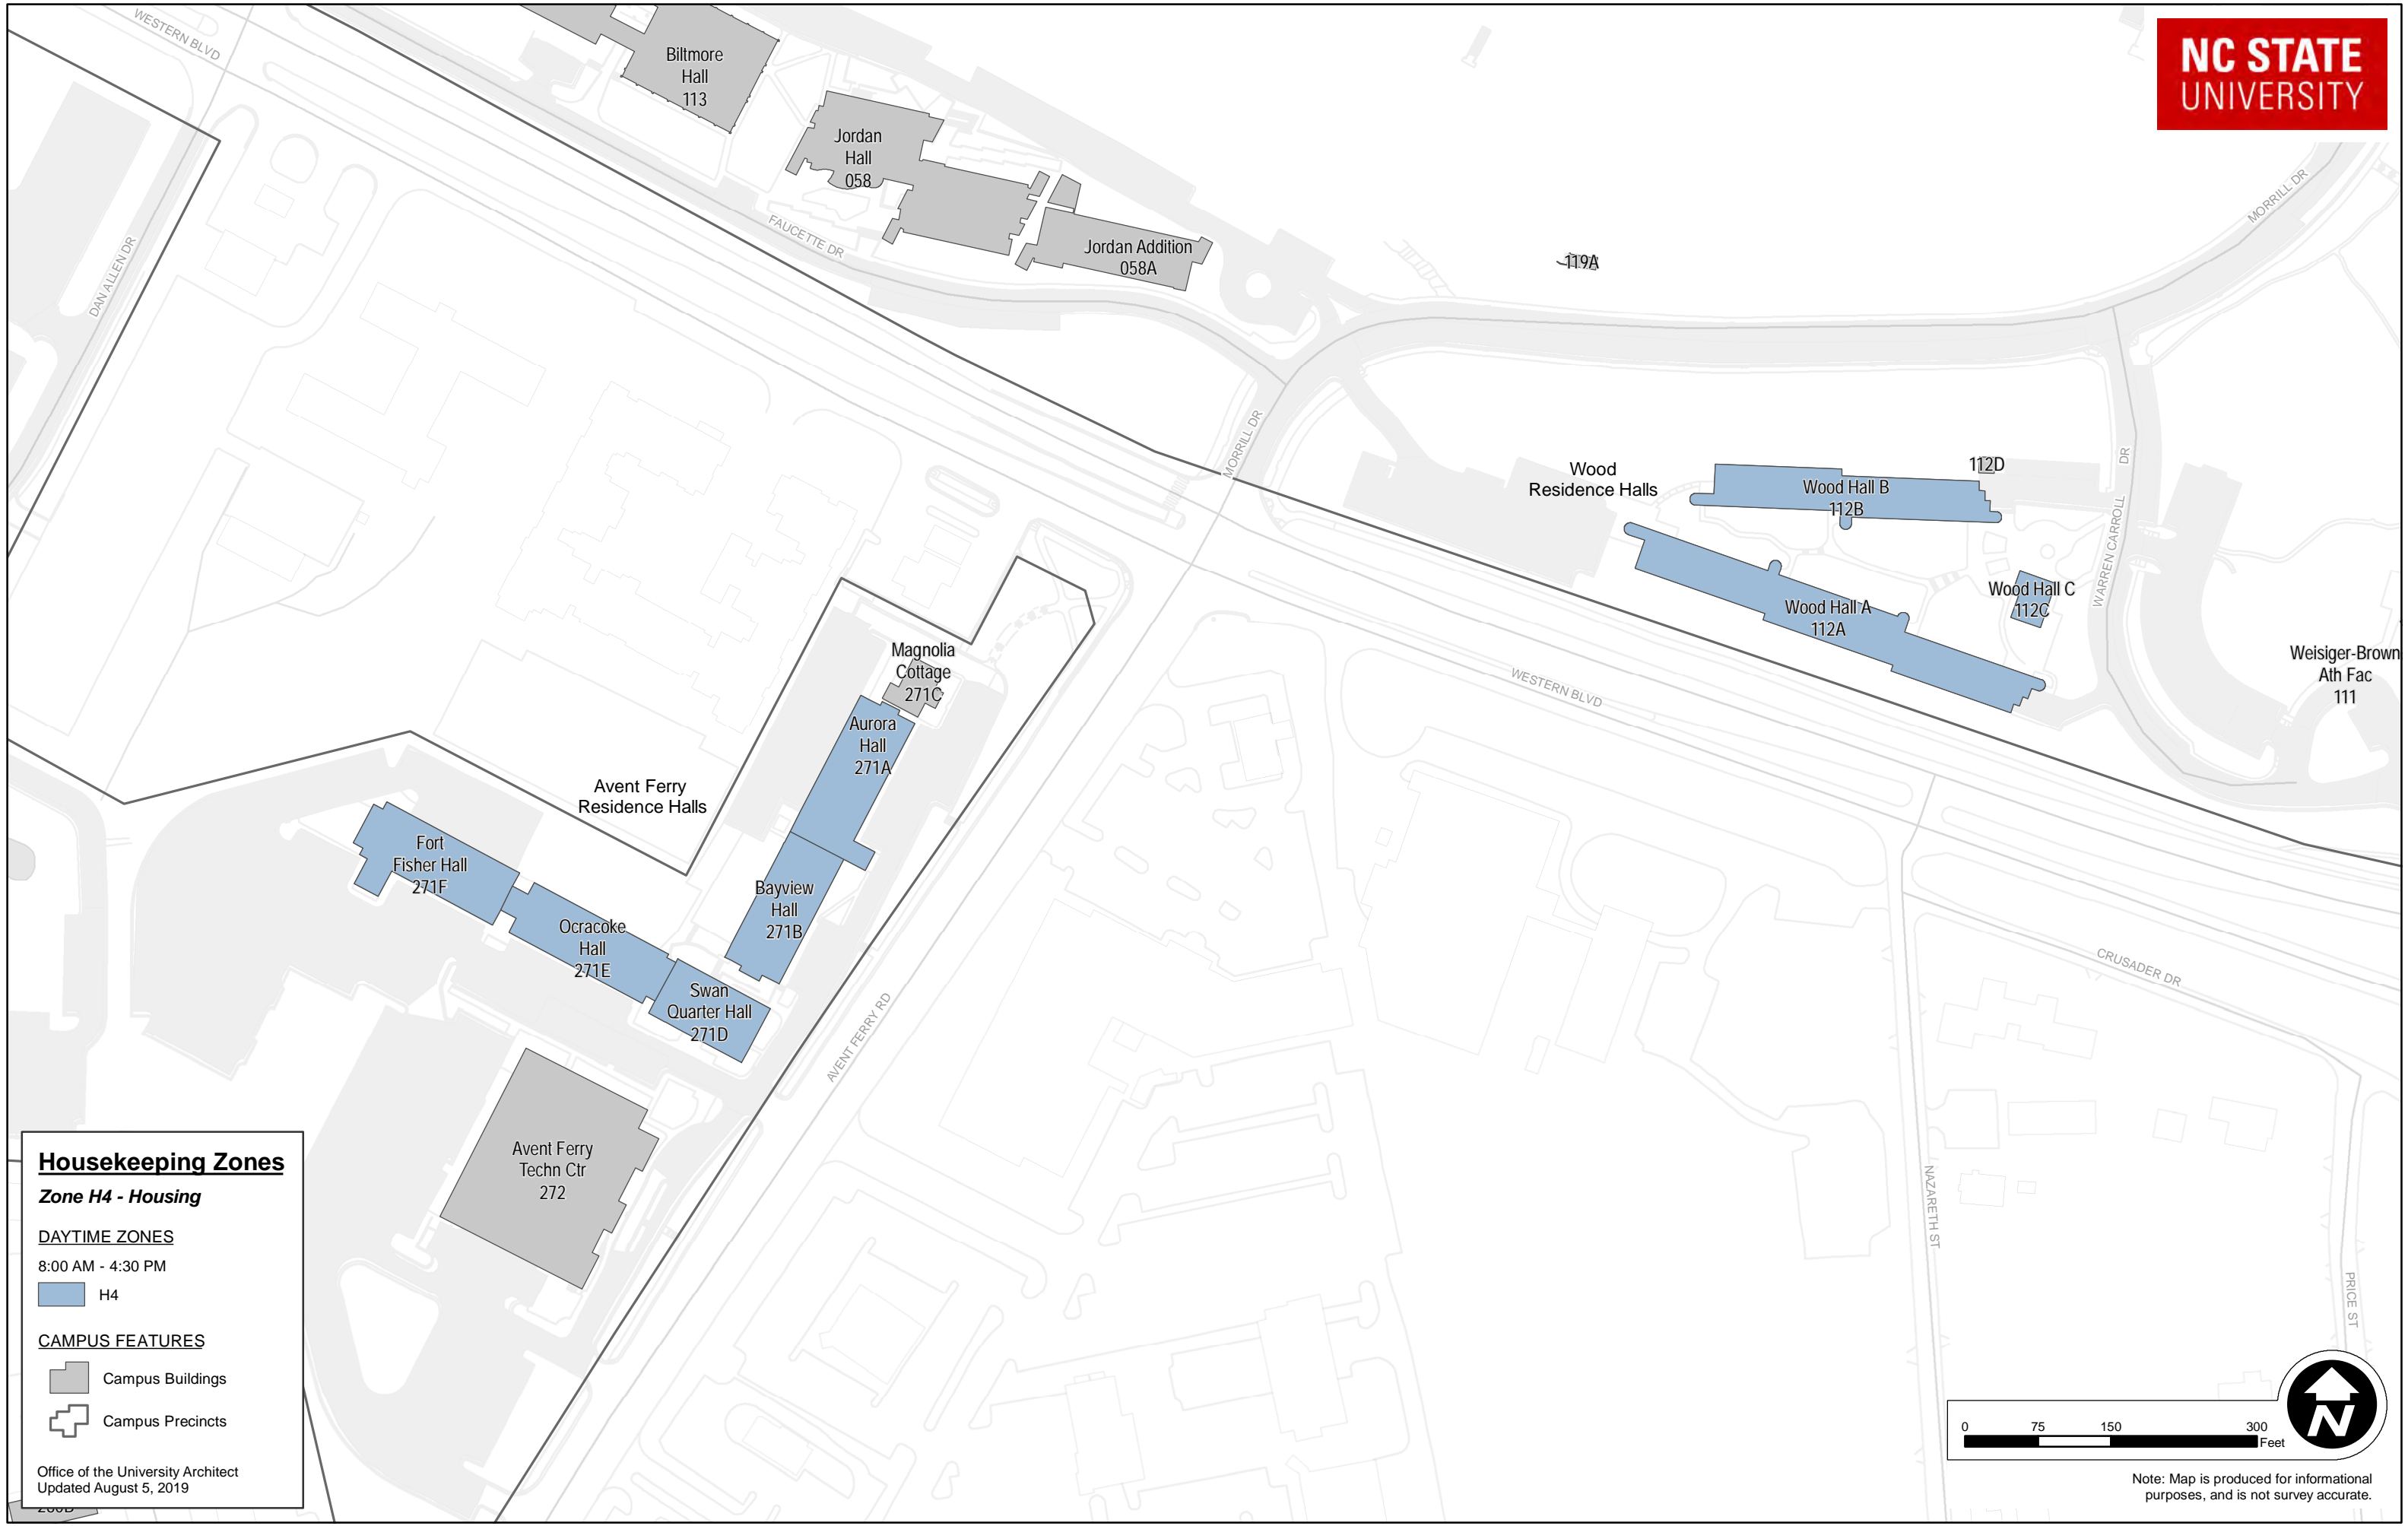 WESTERN BLVD
Biltmore
Hall
113
NC STATE
UNIVERSITY
Jordan
Hall
058
MORRILL DR
FAUCETTE DR
Jordan Addition
058A
119A
DAN ALLEN DR
MORRILL DR
Wood
Residence Halls
Wood Hall B
112B
112D
WARREN CARROLL DR
Wood Hall C
112C
Wood Hall A
112A
Magnolia
Cottage
271C
Weisiger-Brown
Ath Fac
111
WESTERN BLVD
Aurora
Hall
271A
Avent Ferry
Residence Halls
Fort
Fisher Hall
271F
Bayview
Hall
271B
Ocracoke
Hall
271E
Swan
Quarter Hall
271D
CRUSADER DR
AVENT FERRY RD
Avent Ferry
Techn Ctr
272
NAZARETH ST
PRICE ST
Housekeeping Zones
Zone H4 - Housing
DAYTIME ZONES
8:00 AM - 4:30 PM
H4
CAMPUS FEATURES
Campus Buildings
Campus Precincts
Office of the University Architect
Updated August 5, 2019
0 75 150 300
Feet
N
Note: Map is produced for informational
purposes, and is not survey accurate.